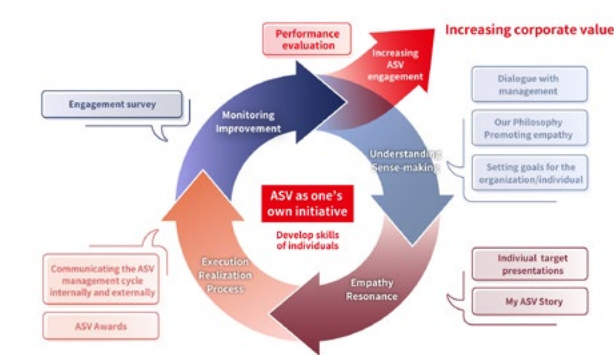 Performance
evaluation
Increasing corporate value
Increasing
ASV
engagement
Dialogue with
management
Engagement survey
Monitoring
Improvement
Our Philosophy
Promoting empathy
Understanding
Sense-making
Setting goals for the
organization/individual
ASV as one's
own initiative
Develop skills
of individuals
Execution
Realization
Process
Empathy
Resonance
Indiviual target
presentations
My ASV Story
Communicating the ASV
management cycle
internally and externally
ASV Awards